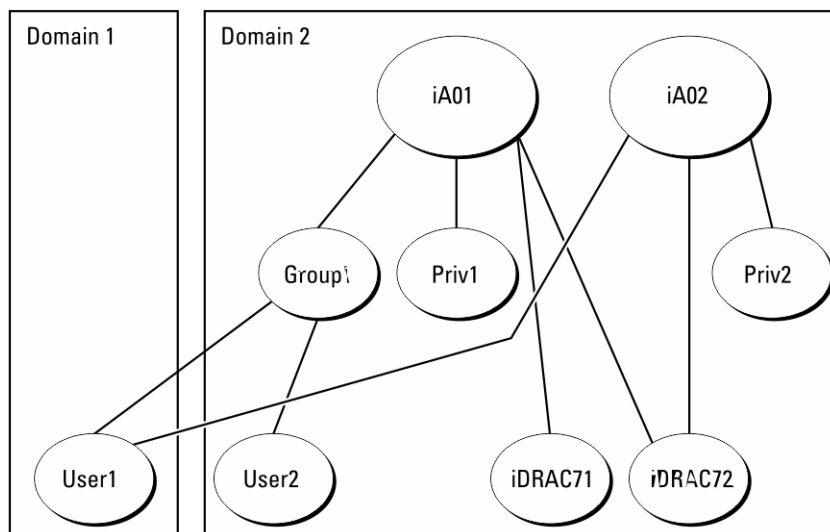 Domain 1
Domain 2
iA01
iA02
Group1
Priv1
Priv2
User1
User2
iDRAC71
iDRAC72